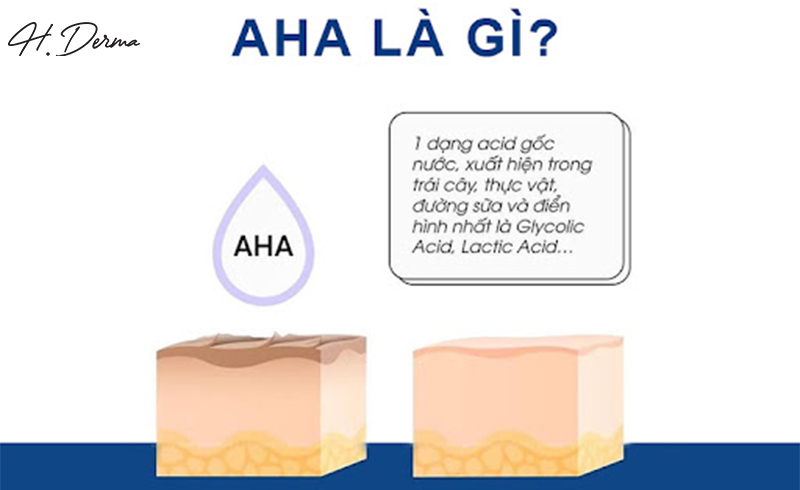 H. Derma
AHA LÀ GÌ?
1 dạng acid gốc
nước, xuất hiện trong
trái cây, thực vật,
đường sữa và điển
hình nhất là Glycolic
Acid, Lactic Acid...
AHA